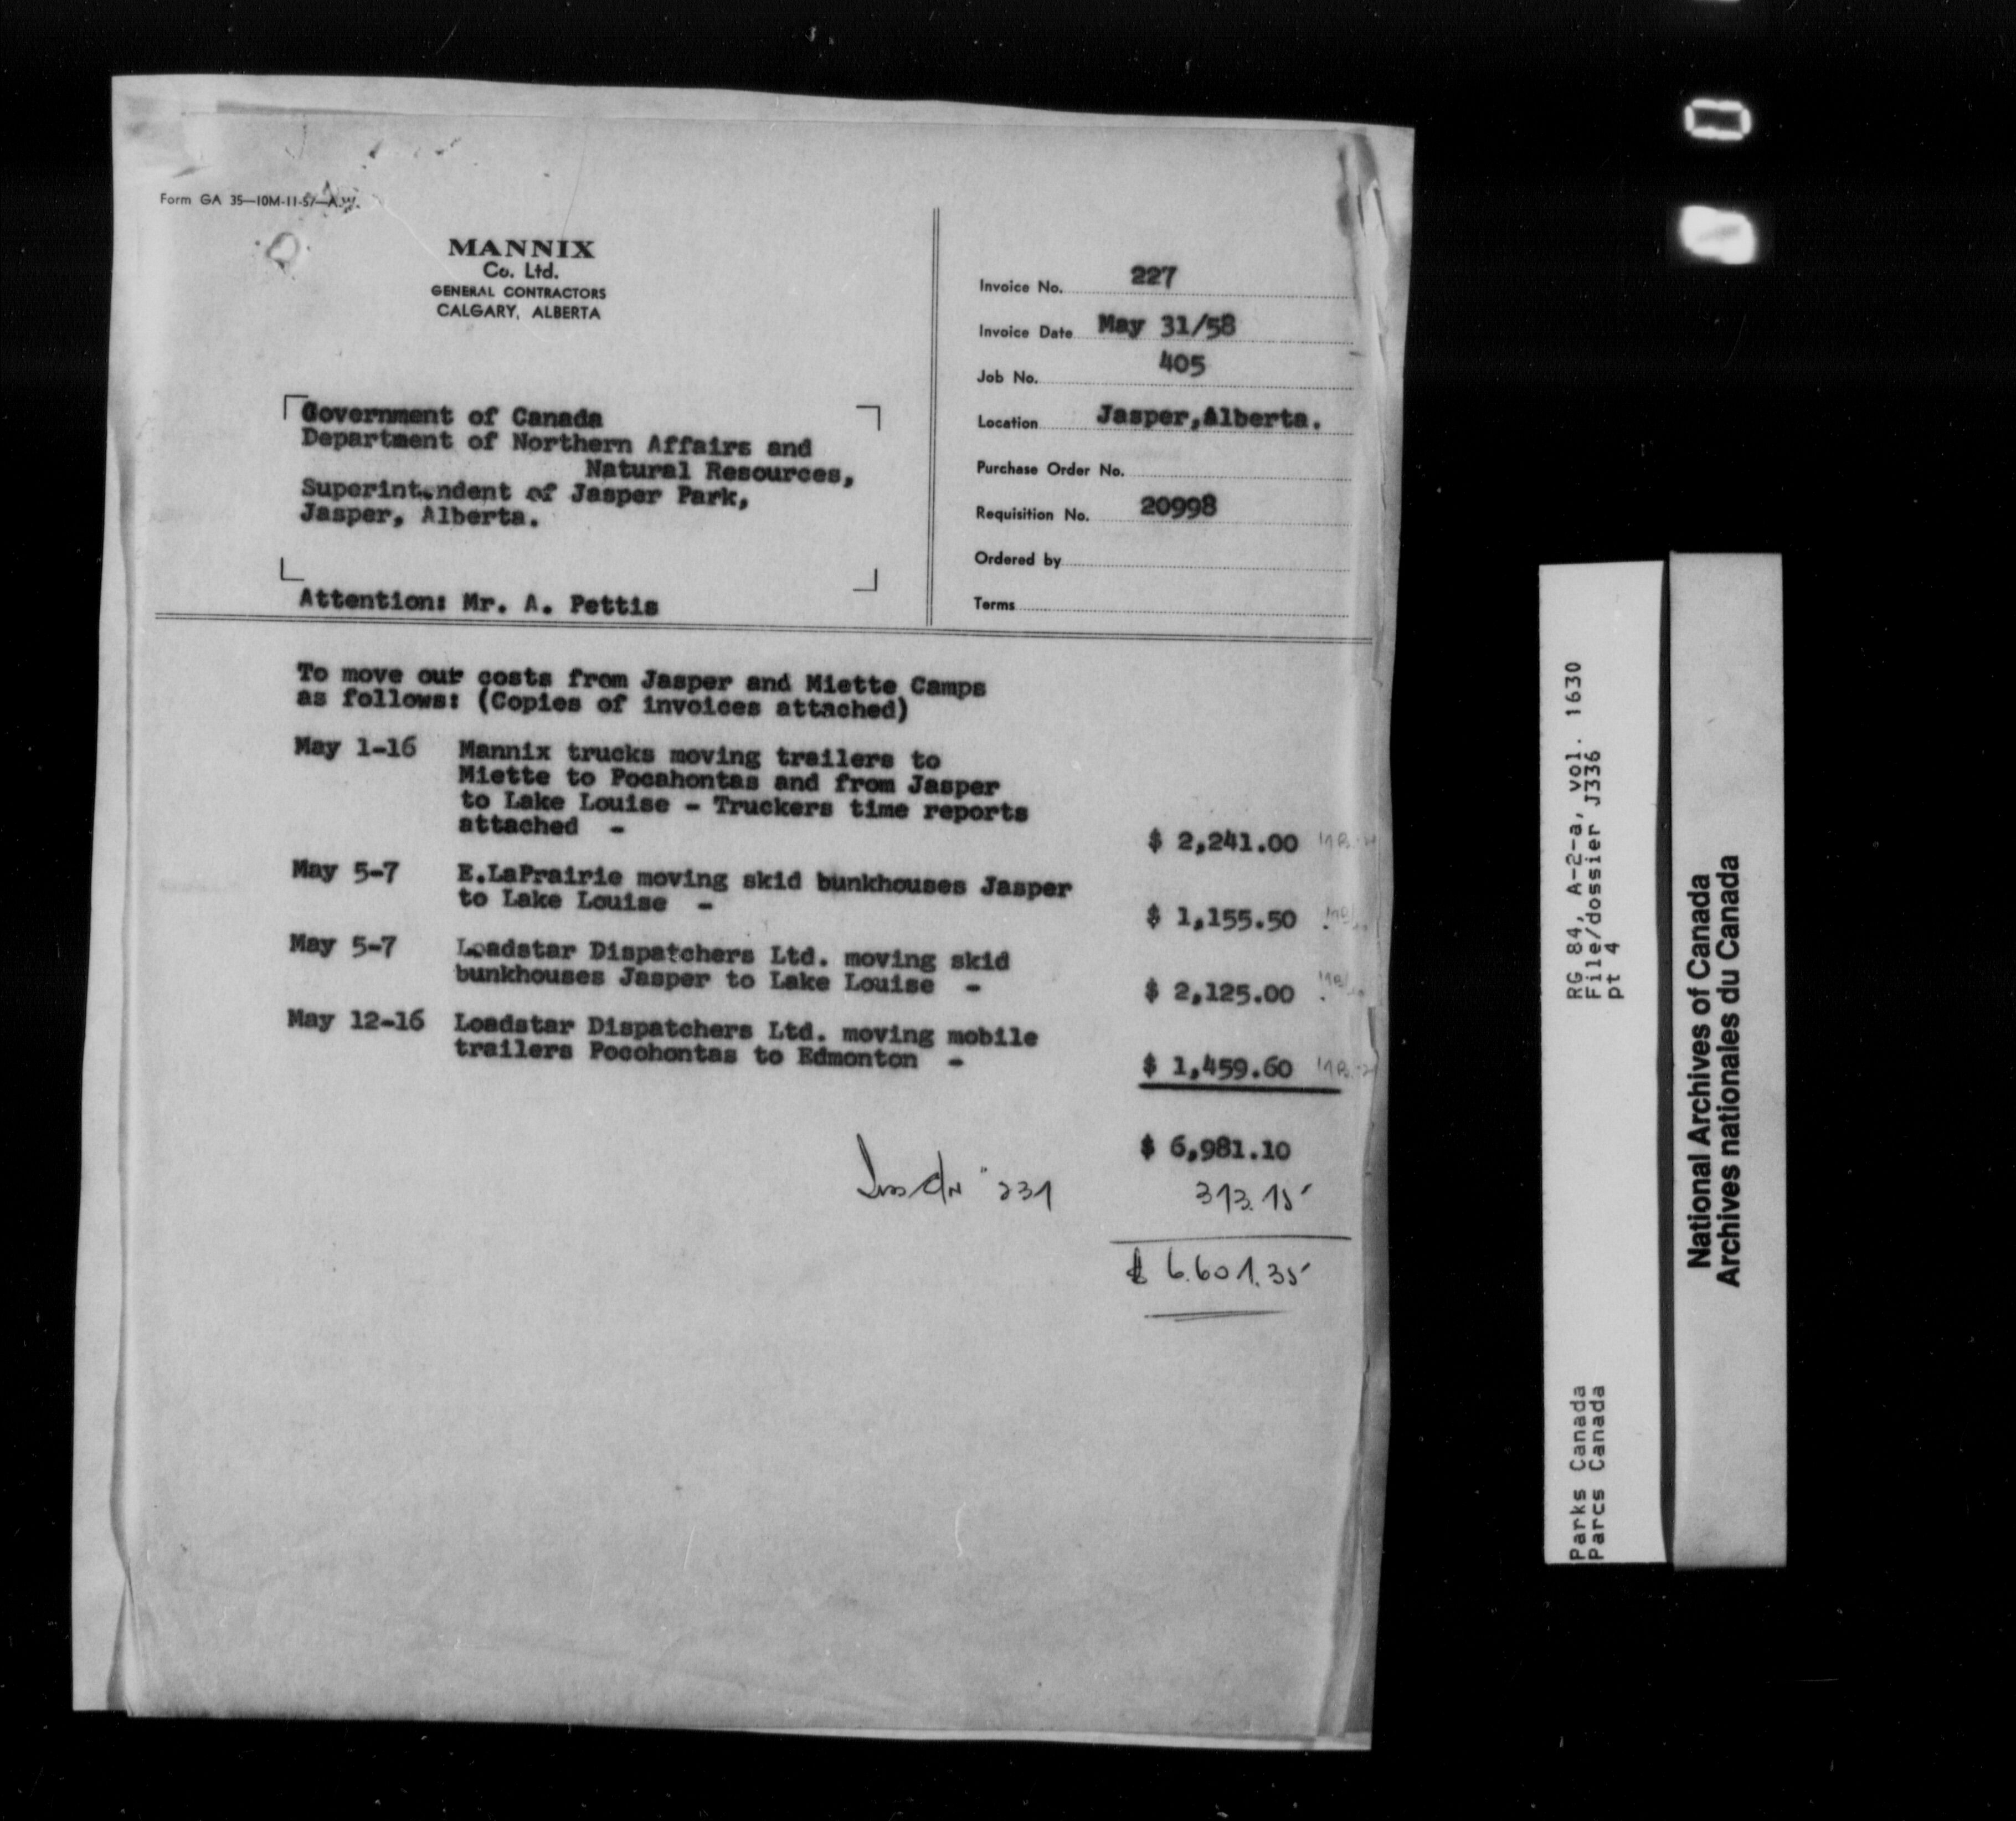 Form GA 35—10M-11-57—A.W.
MANNIX
Co. Ltd.
GENERAL CONTRACTORS
CALGARY, ALBERTA
Invoice No. 227
Invoice Date May 31/58
Job No. 405
Location Jasper,Alberta.
Purchase Order No.
Requisition No. 20998
Ordered by
Terms
Government of Canada
Department of Northern Affairs and
Natural Resources,
Superintendent of Jasper Park,
Jasper, Alberta.
Attention: Mr. A. Pettis
To move out costs from Jasper and Miette Camps
as follows: (Copies of invoices attached)
May 1-16 Mannix trucks moving trailers to
Miette to Pocahontas and from Jasper
to Lake Louise - Truckers time reports
attached - $ 2,241.00
May 5-7 E.LaPrairie moving skid bunkhouses Jasper
to Lake Louise - $ 1,155.50
May 5-7 Loadstar Dispatchers Ltd. moving skid
bunkhouses Jasper to Lake Louise - $ 2,125.00
May 12-16 Loadstar Dispatchers Ltd. moving mobile
trailers Pocohontas to Edmonton - $ 1,459.60
$ 6,981.10
231
$ 6.607.35
RG 84, A-2-a, vol. 1630
File/dossier J336
pt 4
Parks Canada
Parcs Canada
National Archives of Canada
Archives nationales du Canada